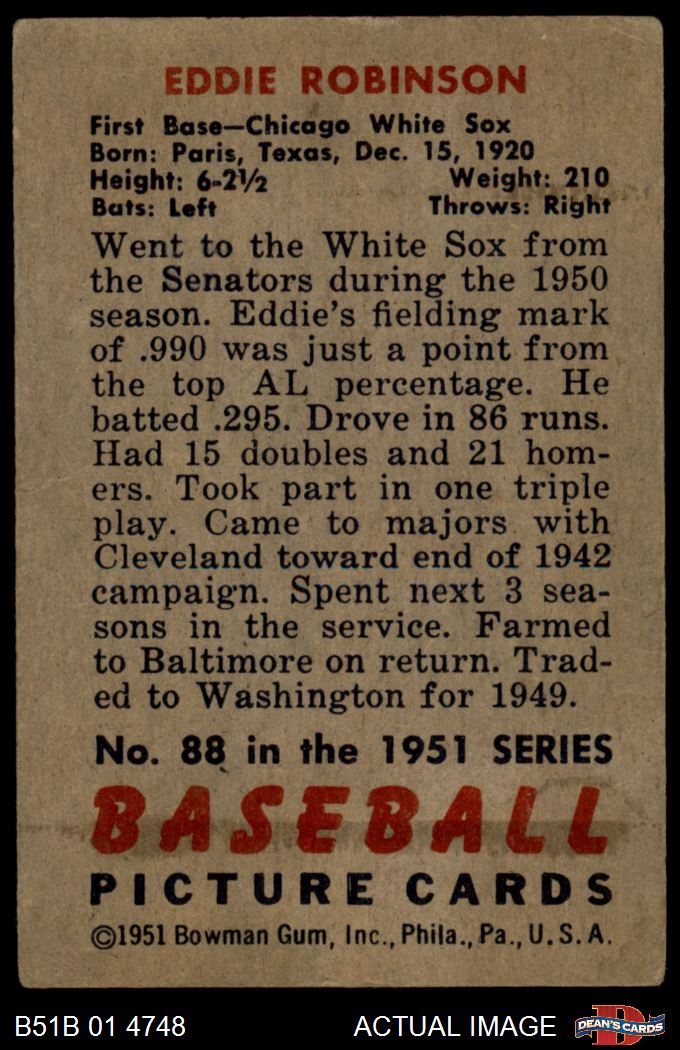 EDDIE ROBINSON
First Base—Chicago White Sox
Born: Paris, Texas, Dec. 15, 1920
Height: 6-2½ Weight: 210
Bats: Left Throws: Right
Went to the White Sox from
the Senators during the 1950
season. Eddie's fielding mark
of .990 was just a point from
the top AL percentage. He
batted .295. Drove in 86 runs.
Had 15 doubles and 21 hom-
ers. Took part in one triple
play. Came to majors with
Cleveland toward end of 1942
campaign. Spent next 3 sea-
sons in the service. Farmed
to Baltimore on return. Trad-
ed to Washington for 1949.
No. 88 in the 1951 SERIES
BASEBALL
PICTURE CARDS
©1951 Bowman Gum, Inc., Phila., Pa., U.S.A.
B51B 01 4748 ACTUAL IMAGE D DEAN'S CARDS